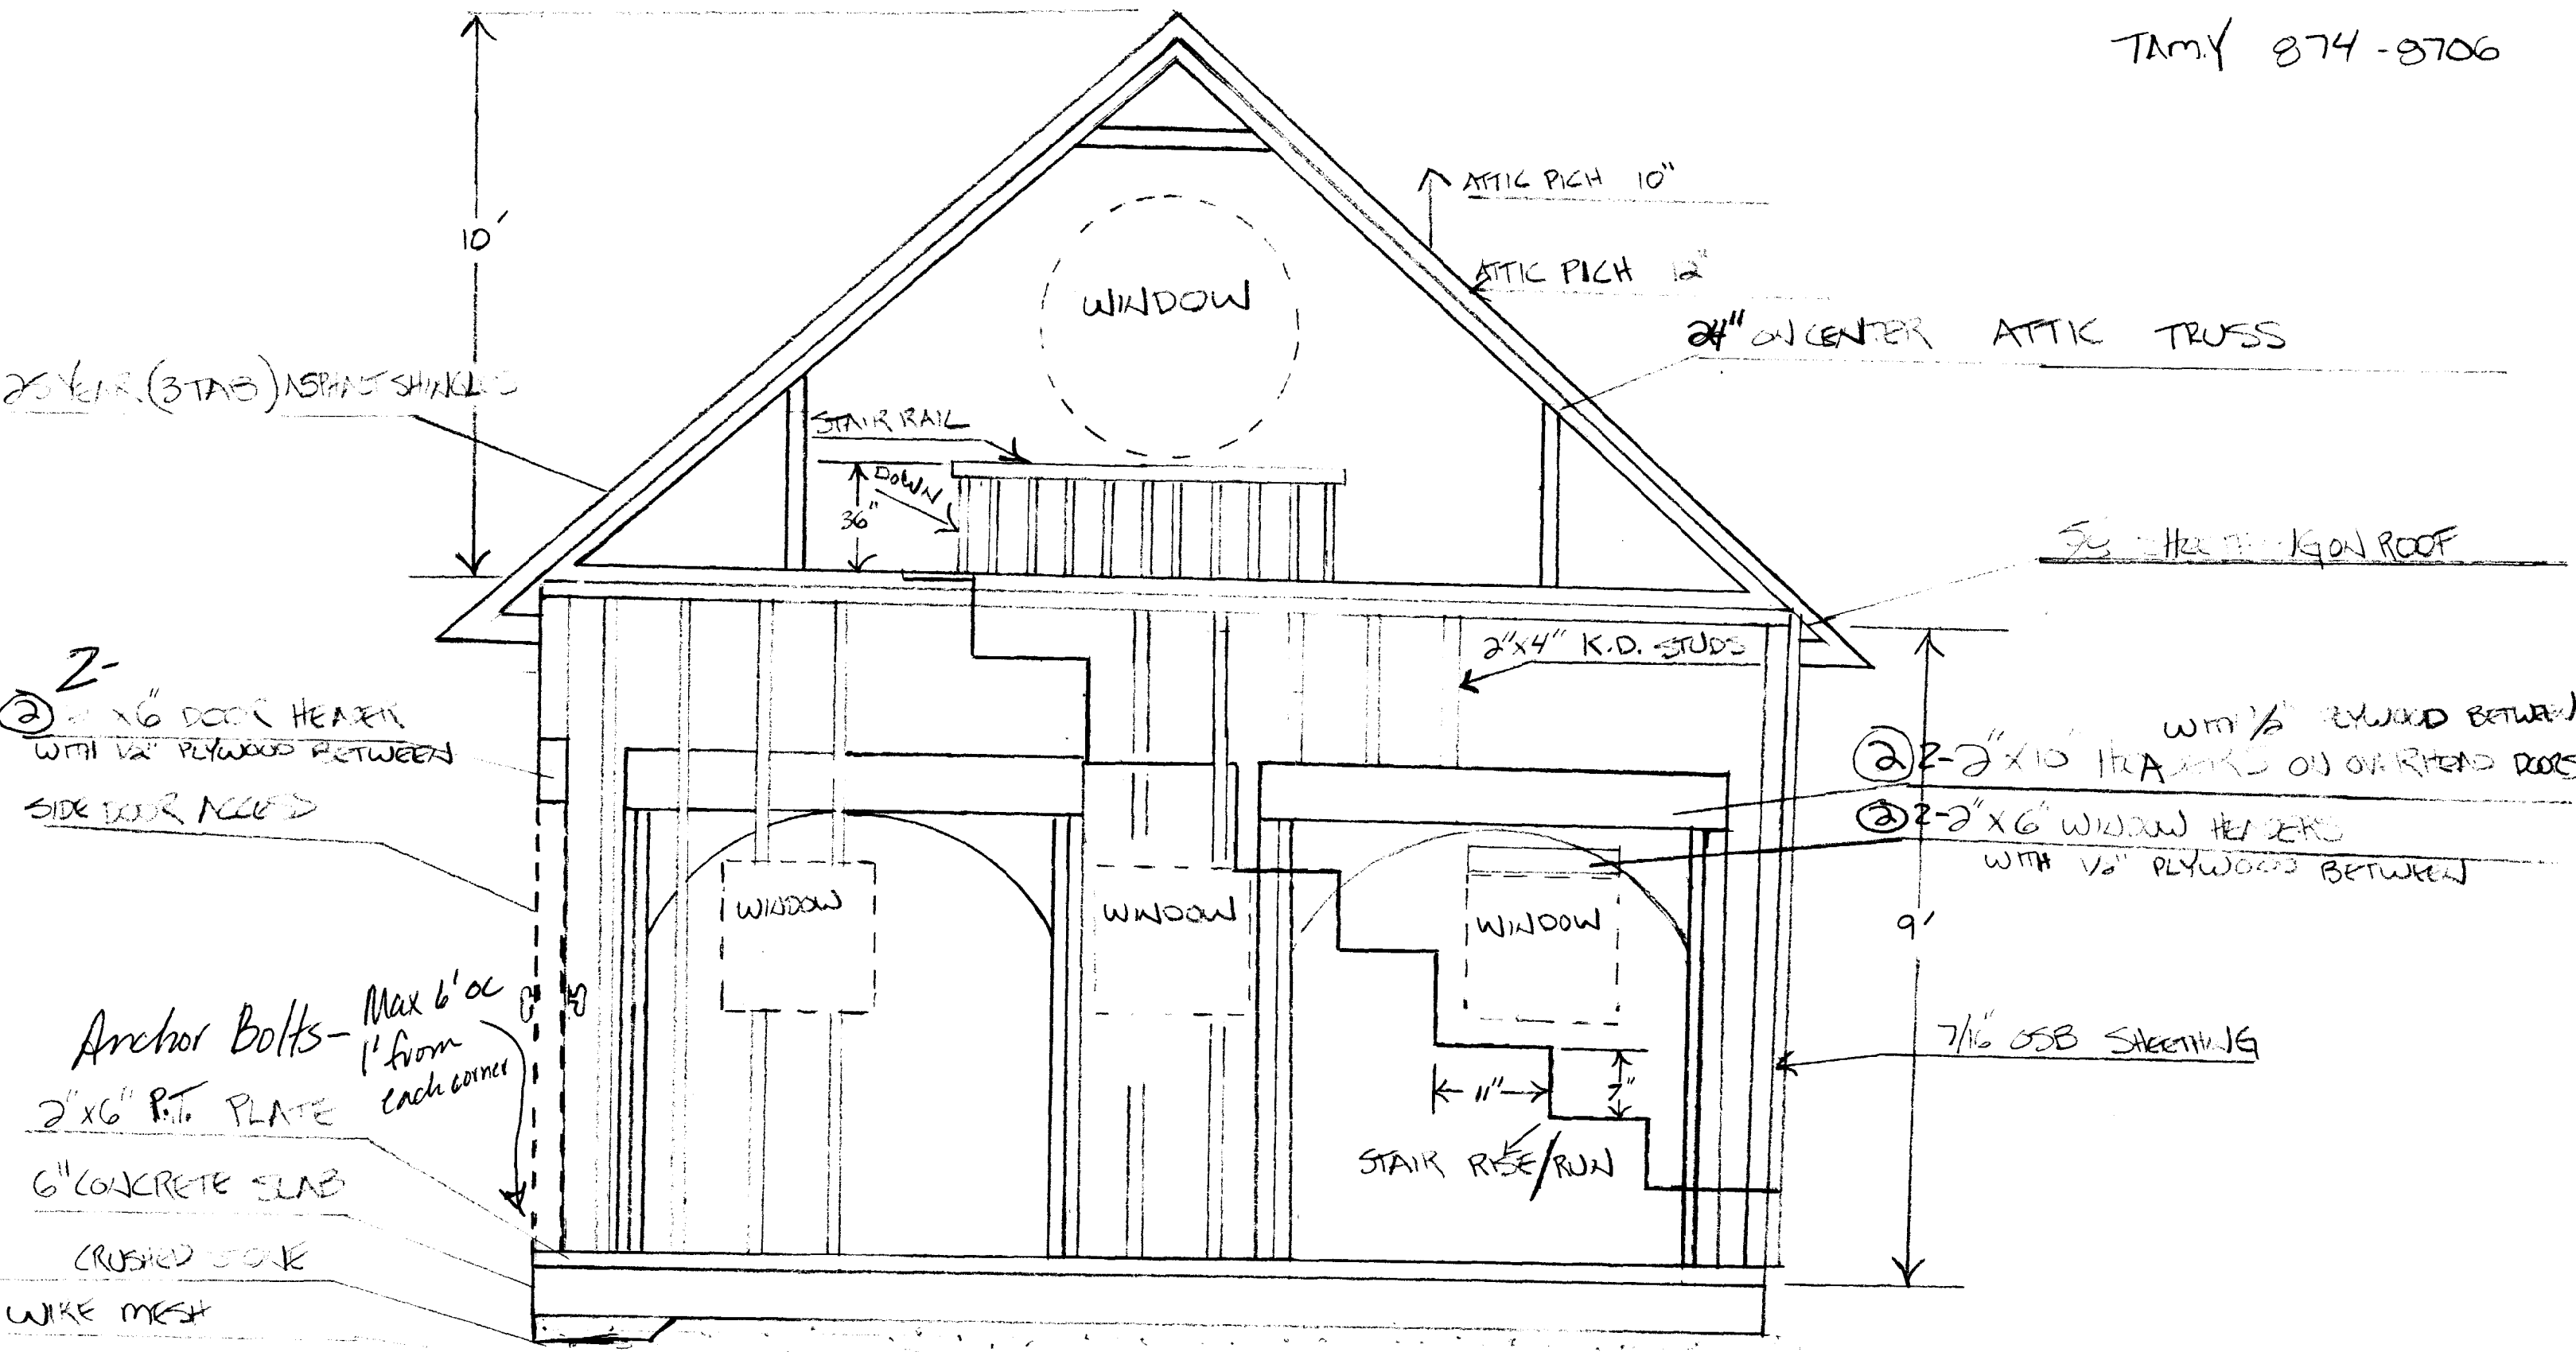 TAM.Y 874-8706
10'
ATTIC PICH 10"
ATTIC PICH 12"
WINDOW
24" ON CENTER ATTIC TRUSS
25 YEAR (3 TAB) ASPHALT SHINGLES
STAIR RAIL
DOWN
36"
ON ROOF
2"x4" K.D. STUDS
2-
② x6 DOOR HEADER
WITH 1/2" PLYWOOD BETWEEN
SIDE DOOR ACCESS
WITH 1/2" PLYWOOD BETWEEN
② 2-2"x10" HEADERS ON OVERHEAD DOORS
② 2-2"x6" WINDOW HEADERS
WITH 1/2" PLYWOOD BETWEEN
WINDOW
WINDOW
WINDOW
9'
Anchor Bolts- Max 6' oc
1' from
each corner
2"x6" P.T. PLATE
6" CONCRETE SLAB
CRUSHED STONE
WIRE MESH
7/16" OSB SHEETHING
11"
7"
STAIR RISE/RUN